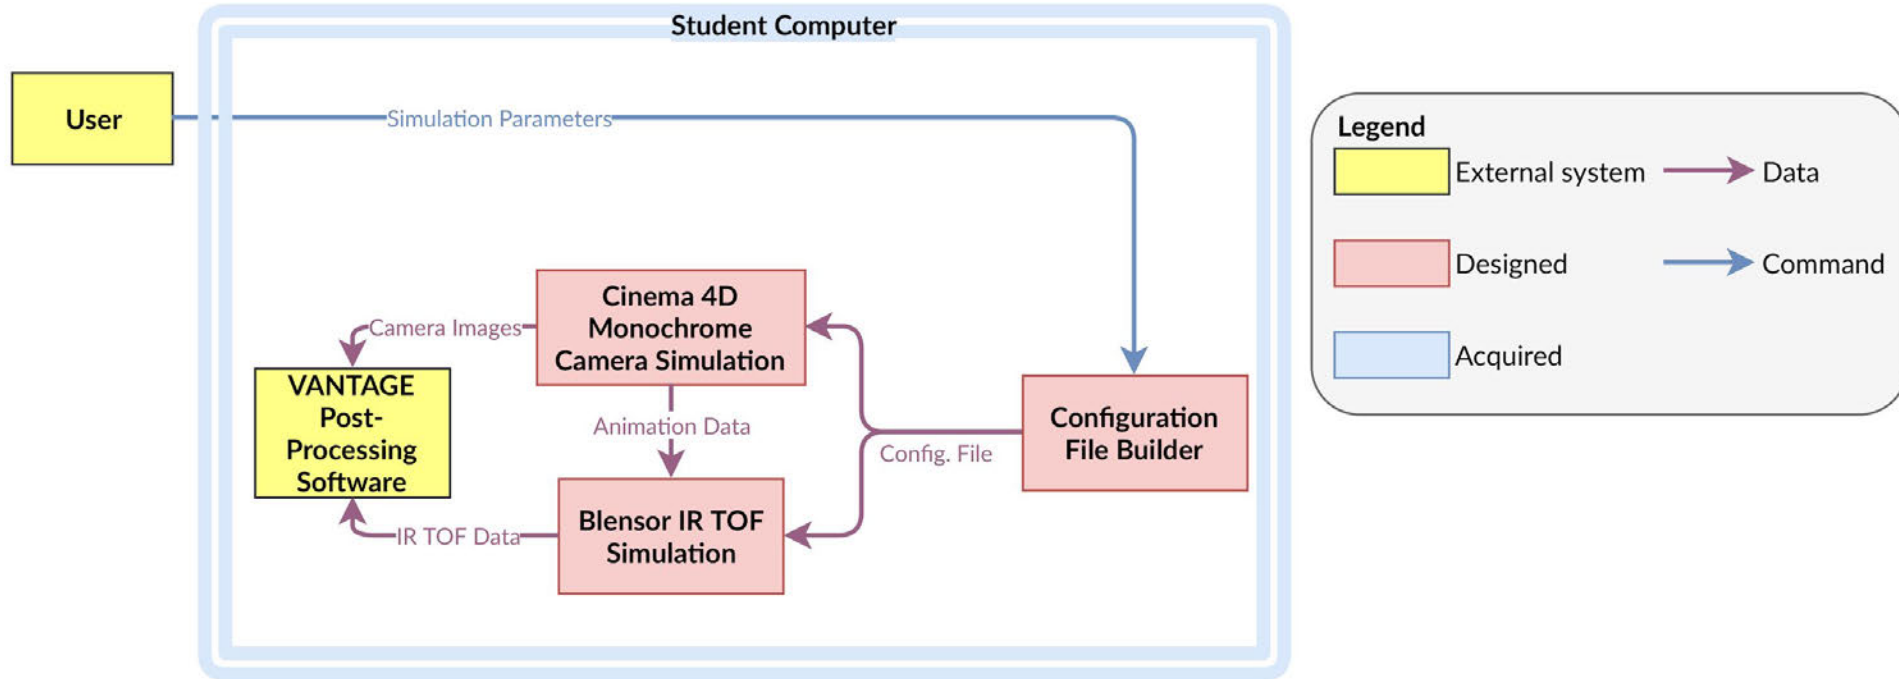 Student Computer
User
Simulation Parameters
Legend
External system
Data
Designed
Command
Acquired
Cinema 4D
Monochrome
Camera Simulation
Camera Images
VANTAGE
Post-
Processing
Software
Animation Data
Configuration
File Builder
Config. File
Blensor IR TOF
Simulation
IR TOF Data